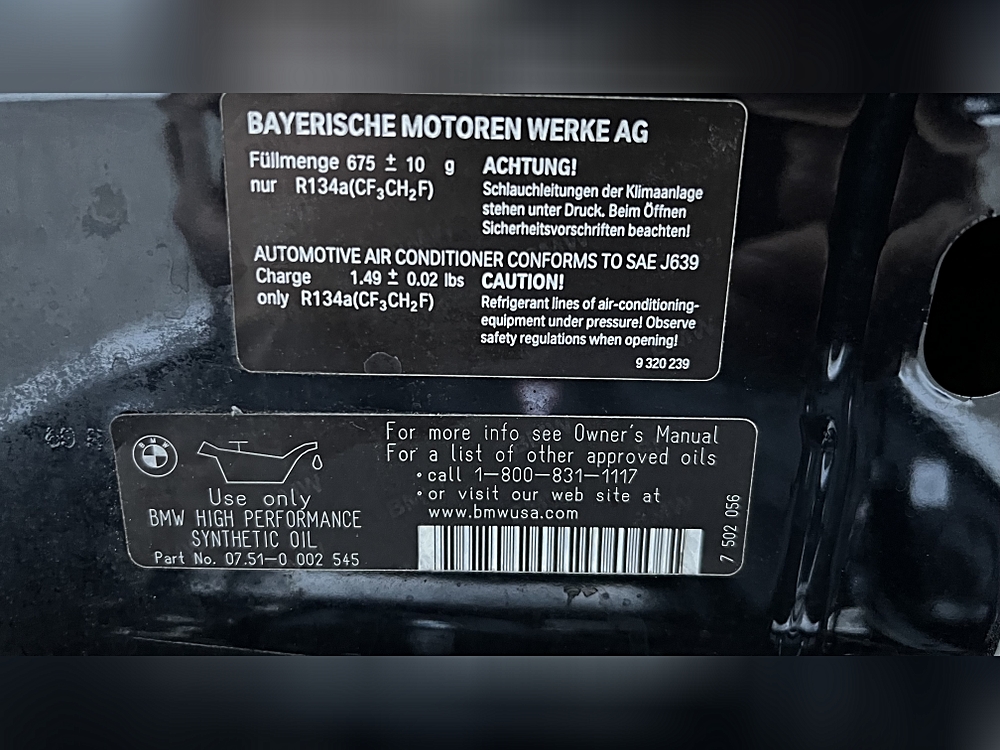 BAYERISCHE MOTOREN WERKE AG
Füllmenge 675 ± 10 g
nur R134a(CF₃CH₂F)
ACHTUNG!
Schlauchleitungen der Klimaanlage
stehen unter Druck. Beim Öffnen
Sicherheitsvorschriften beachten!
AUTOMOTIVE AIR CONDITIONER CONFORMS TO SAE J639
Charge 1.49 ± 0.02 lbs
only R134a(CF₃CH₂F)
CAUTION!
Refrigerant lines of air-conditioning-
equipment under pressure! Observe
safety regulations when opening!
9 320 239
BMW
Use only
BMW HIGH PERFORMANCE
SYNTHETIC OIL
Part No. 07.51-0 002 545
For more info see Owner's Manual
For a list of other approved oils
• call 1-800-831-1117
• or visit our web site at
www.bmwusa.com
7 502 056